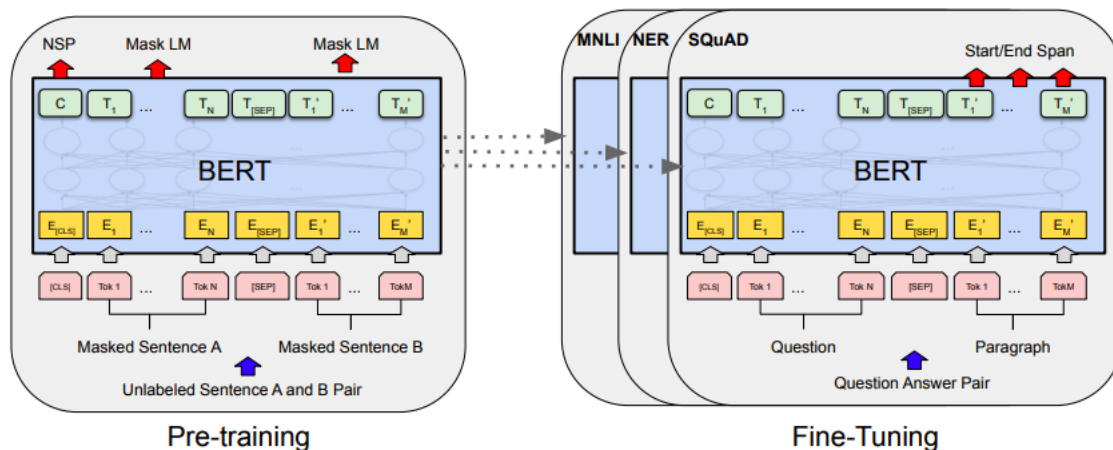 NSP Mask LM Mask LM
C T1 ... TN T[SEP] T1' ... TM'
BERT
E[CLS] E1 ... EN E[SEP] E1' ... EM'
[CLS] Tok 1 ... Tok N [SEP] Tok 1 ... TokM
Masked Sentence A Masked Sentence B
Unlabeled Sentence A and B Pair
Pre-training
MNLI NER SQuAD
Start/End Span
C T1 ... TN T[SEP] T1' ... TM'
BERT
E[CLS] E1 ... EN E[SEP] E1' ... EM'
[CLS] Tok 1 ... Tok N [SEP] Tok 1 ... TokM
Question Paragraph
Question Answer Pair
Fine-Tuning